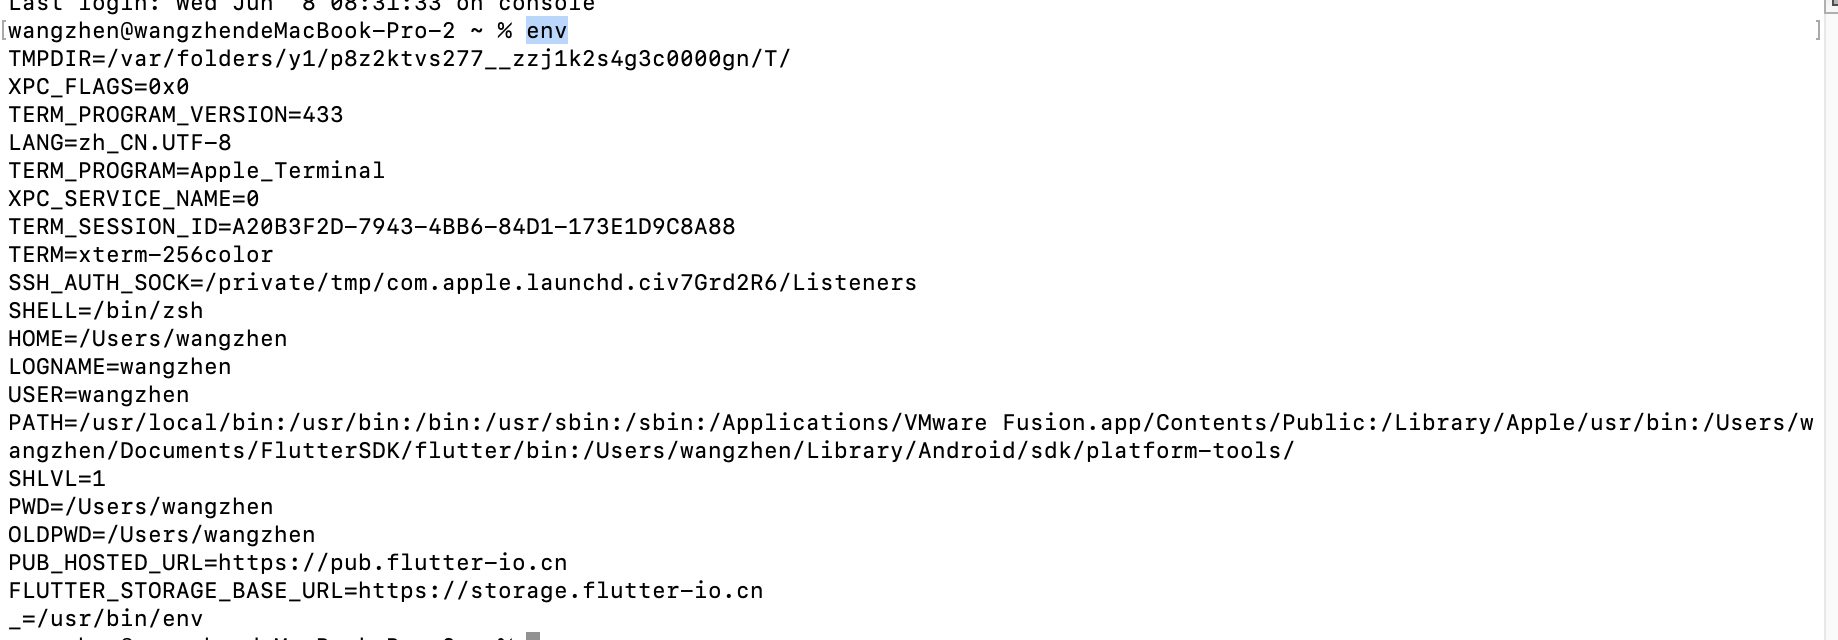 Last login: Wed Jun  8 08:31:33 on console
[wangzhen@wangzhendeMacBook-Pro-2 ~ % env ]
TMPDIR=/var/folders/y1/p8z2ktvs277__zzj1k2s4g3c0000gn/T/
XPC_FLAGS=0x0
TERM_PROGRAM_VERSION=433
LANG=zh_CN.UTF-8
TERM_PROGRAM=Apple_Terminal
XPC_SERVICE_NAME=0
TERM_SESSION_ID=A20B3F2D-7943-4BB6-84D1-173E1D9C8A88
TERM=xterm-256color
SSH_AUTH_SOCK=/private/tmp/com.apple.launchd.civ7Grd2R6/Listeners
SHELL=/bin/zsh
HOME=/Users/wangzhen
LOGNAME=wangzhen
USER=wangzhen
PATH=/usr/local/bin:/usr/bin:/bin:/usr/sbin:/sbin:/Applications/VMware Fusion.app/Contents/Public:/Library/Apple/usr/bin:/Users/w
angzhen/Documents/FlutterSDK/flutter/bin:/Users/wangzhen/Library/Android/sdk/platform-tools/
SHLVL=1
PWD=/Users/wangzhen
OLDPWD=/Users/wangzhen
PUB_HOSTED_URL=https://pub.flutter-io.cn
FLUTTER_STORAGE_BASE_URL=https://storage.flutter-io.cn
_=/usr/bin/env